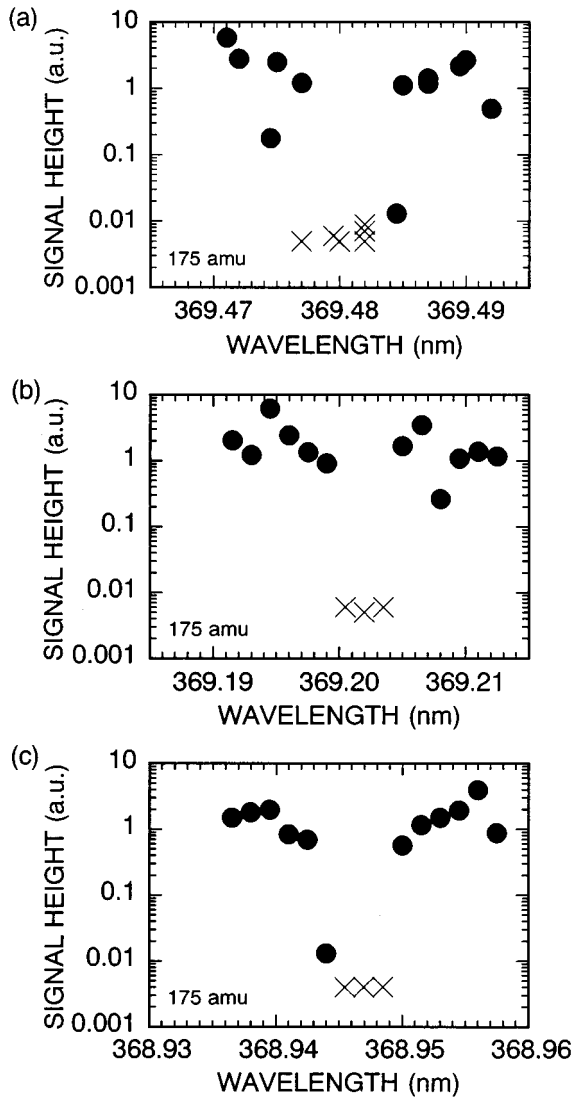 (a)
SIGNAL HEIGHT (a.u.)
10
1
0.1
0.01
0.001
175 amu
369.47 369.48 369.49
WAVELENGTH (nm)
(b)
SIGNAL HEIGHT (a.u.)
10
1
0.1
0.01
0.001
175 amu
369.19 369.20 369.21
WAVELENGTH (nm)
(c)
SIGNAL HEIGHT (a.u.)
10
1
0.1
0.01
0.001
175 amu
368.93 368.94 368.95 368.96
WAVELENGTH (nm)